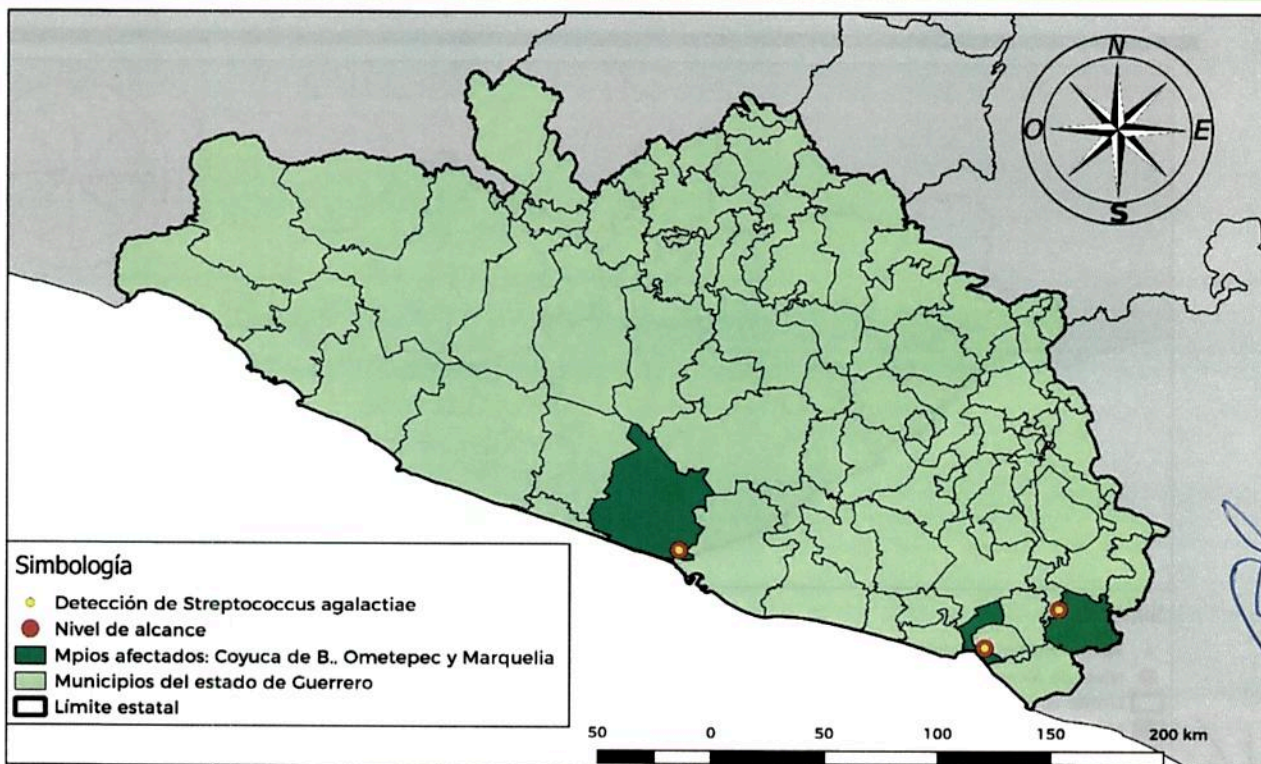 N
O
E
S
Simbología
Detección de Streptococcus agalactiae
Nivel de alcance
Mpios afectados: Coyuca de B., Ometepec y Marquelia
Municipios del estado de Guerrero
Límite estatal
50 0 50 100 150 200 km